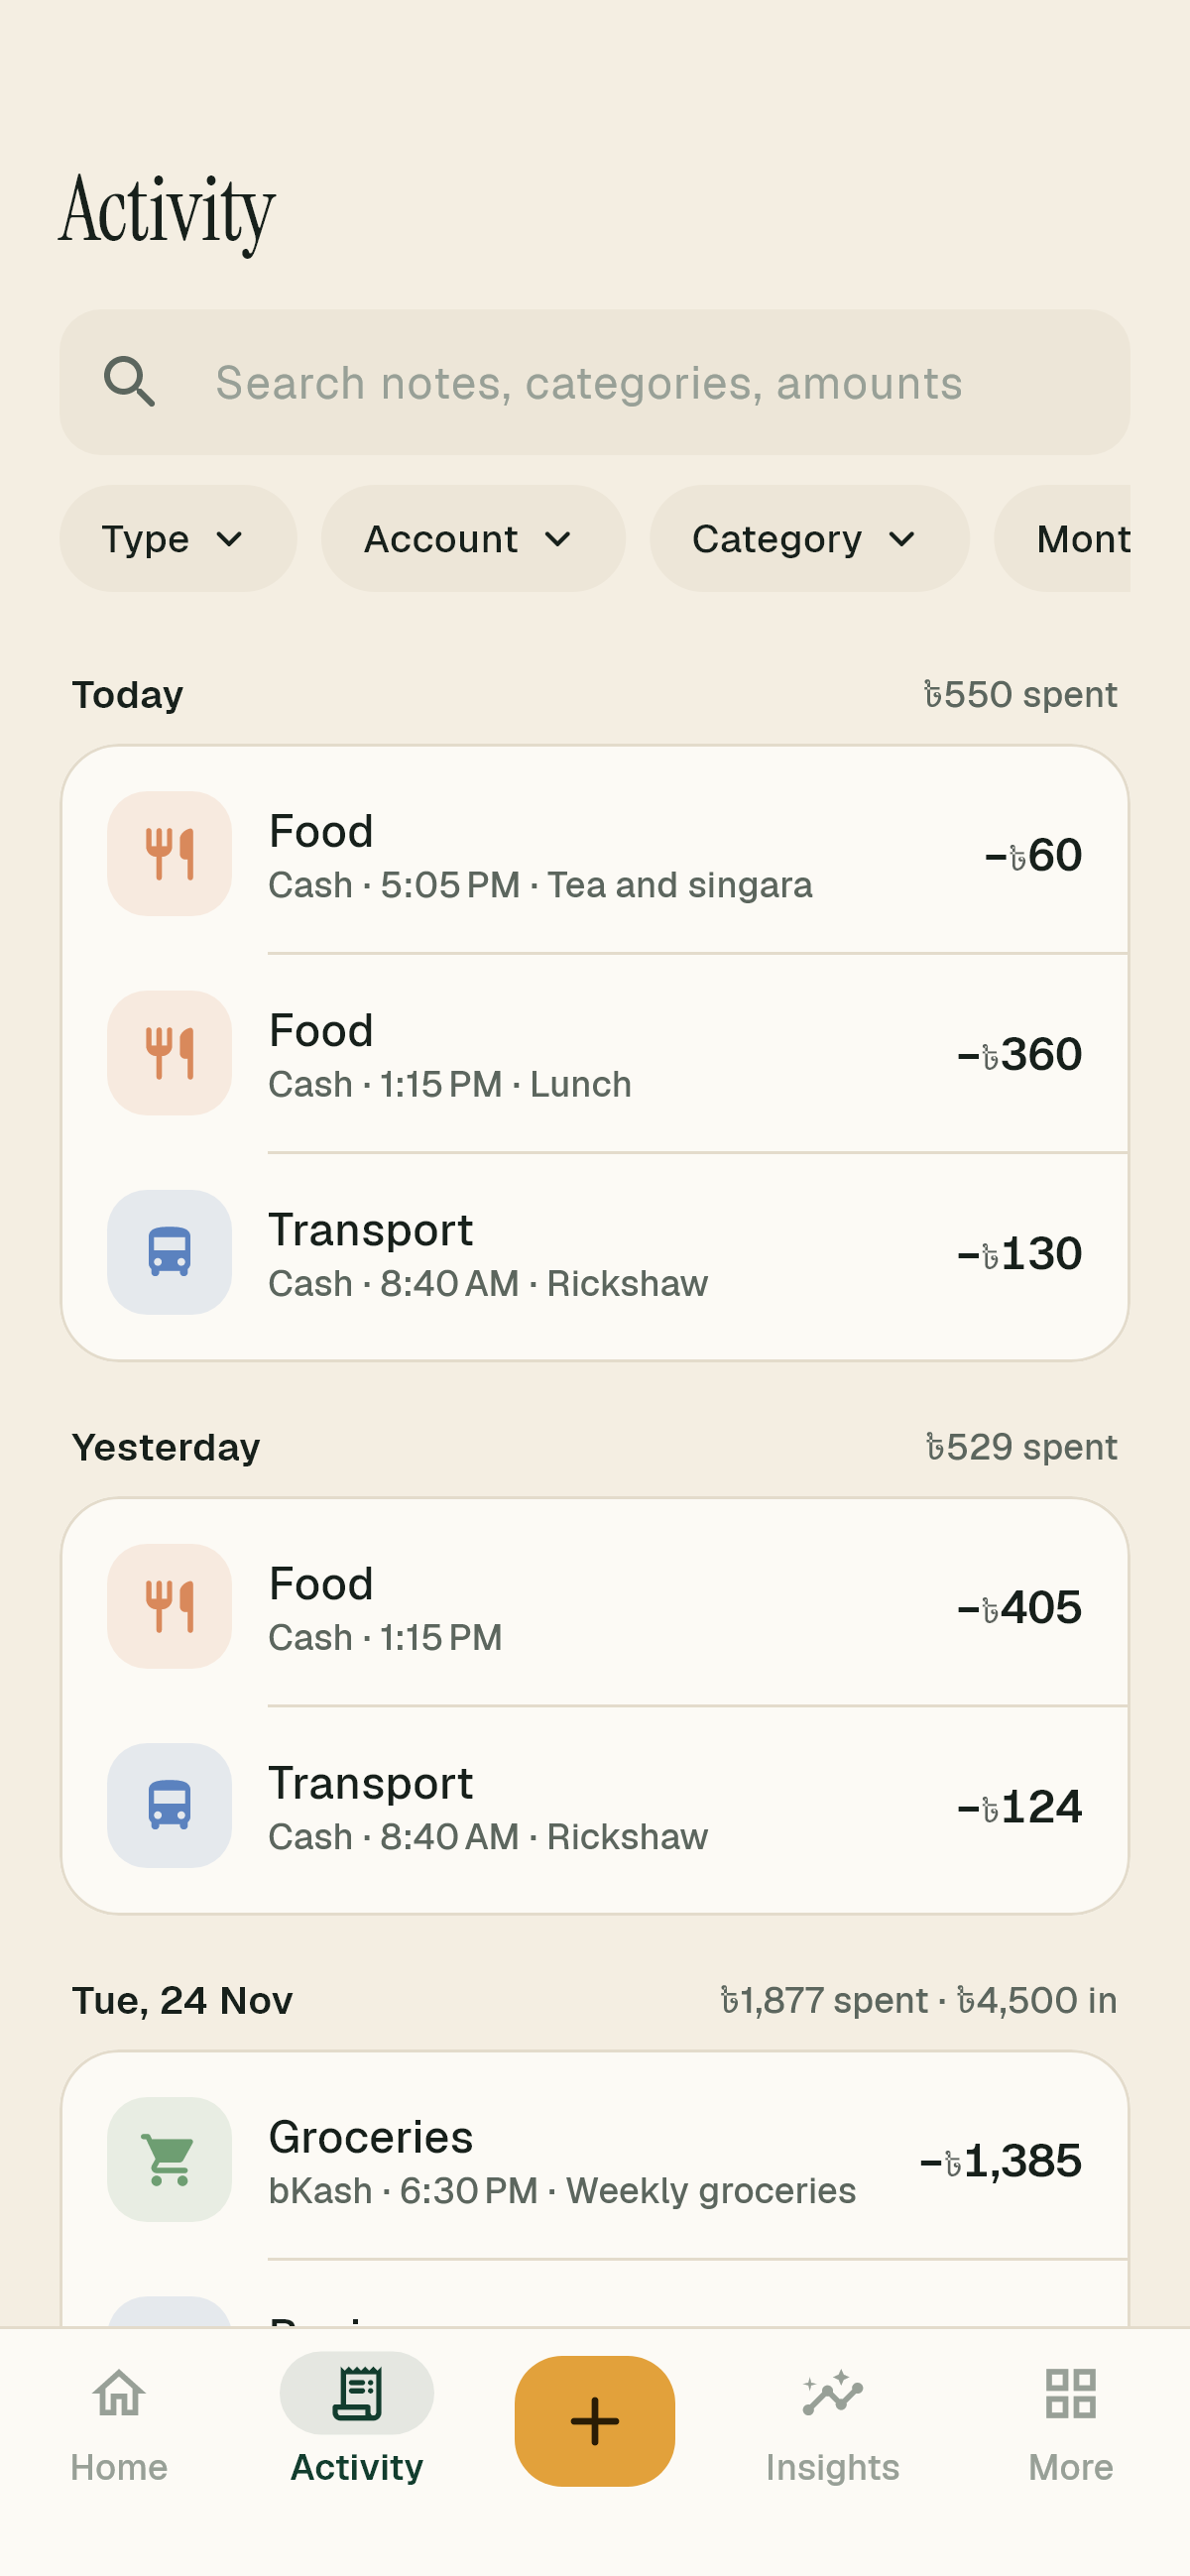 Activity
Search notes, categories, amounts
Type Account Category Mont
Today ৳550 spent
Food
Cash · 5:05 PM · Tea and singara
−৳60
Food
Cash · 1:15 PM · Lunch
−৳360
Transport
Cash · 8:40 AM · Rickshaw
−৳130
Yesterday ৳529 spent
Food
Cash · 1:15 PM
−৳405
Transport
Cash · 8:40 AM · Rickshaw
−৳124
Tue, 24 Nov ৳1,877 spent · ৳4,500 in
Groceries
bKash · 6:30 PM · Weekly groceries
−৳1,385
Home Activity Insights More